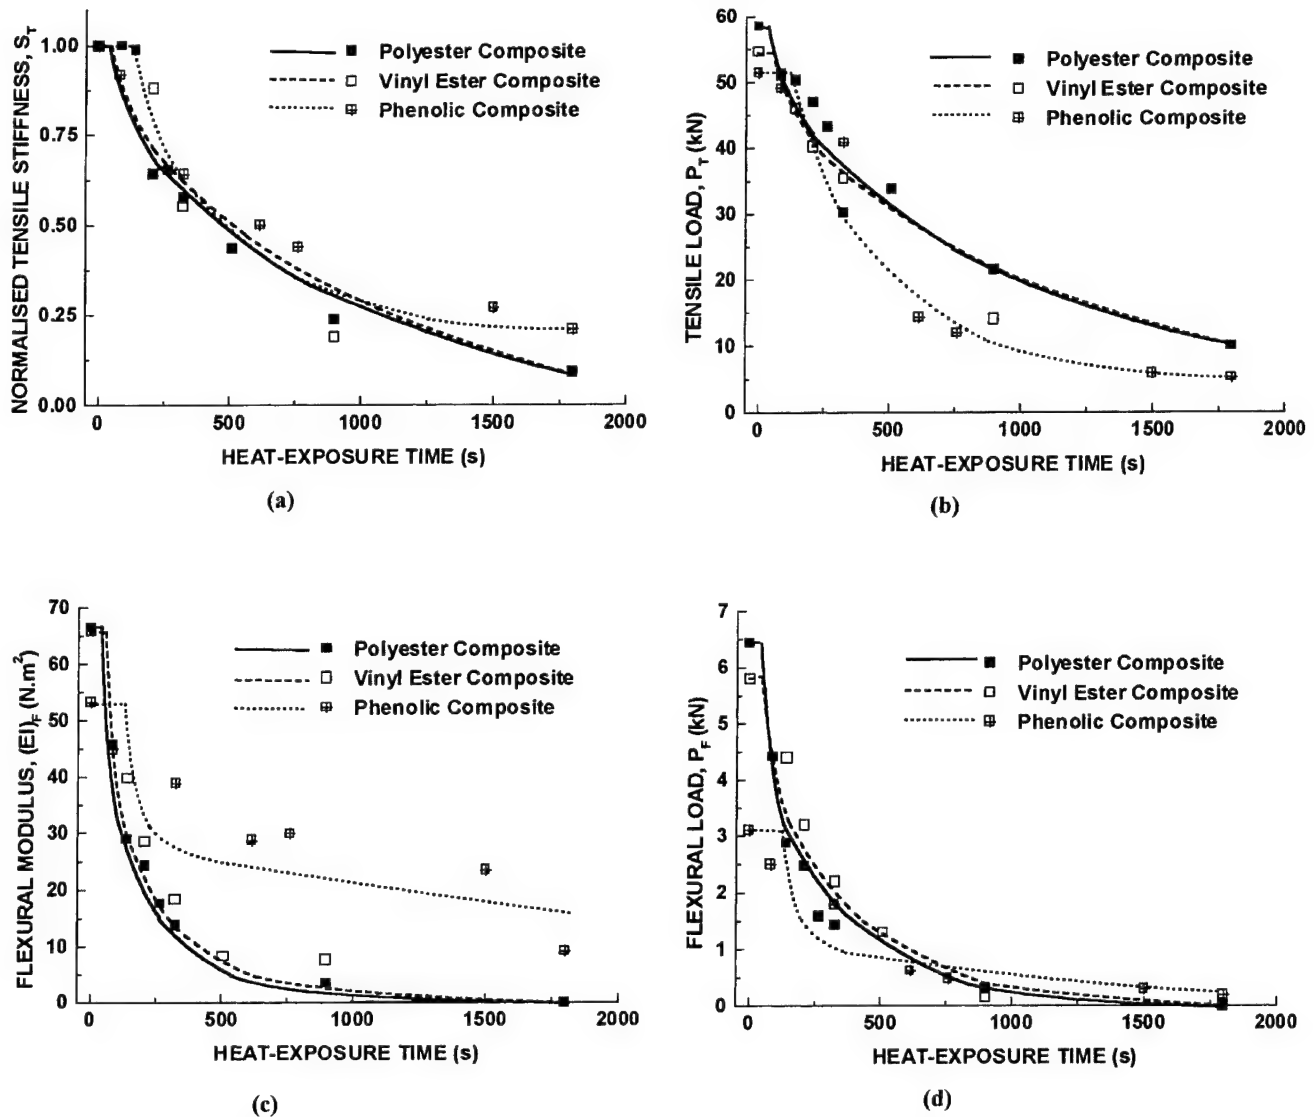 NORMALISED TENSILE STIFFNESS, S_T
1.00
0.75
0.50
0.25
0.00
Polyester Composite
Vinyl Ester Composite
Phenolic Composite
0 500 1000 1500 2000
HEAT-EXPOSURE TIME (s)
(a)
TENSILE LOAD, P_T (kN)
60
50
40
30
20
10
0
Polyester Composite
Vinyl Ester Composite
Phenolic Composite
0 500 1000 1500 2000
HEAT-EXPOSURE TIME (s)
(b)
FLEXURAL MODULUS, (EI)_F (N.m²)
70
60
50
40
30
20
10
0
Polyester Composite
Vinyl Ester Composite
Phenolic Composite
0 500 1000 1500 2000
HEAT-EXPOSURE TIME (s)
(c)
FLEXURAL LOAD, P_F (kN)
7
6
5
4
3
2
1
0
Polyester Composite
Vinyl Ester Composite
Phenolic Composite
0 500 1000 1500 2000
HEAT-EXPOSURE TIME (s)
(d)